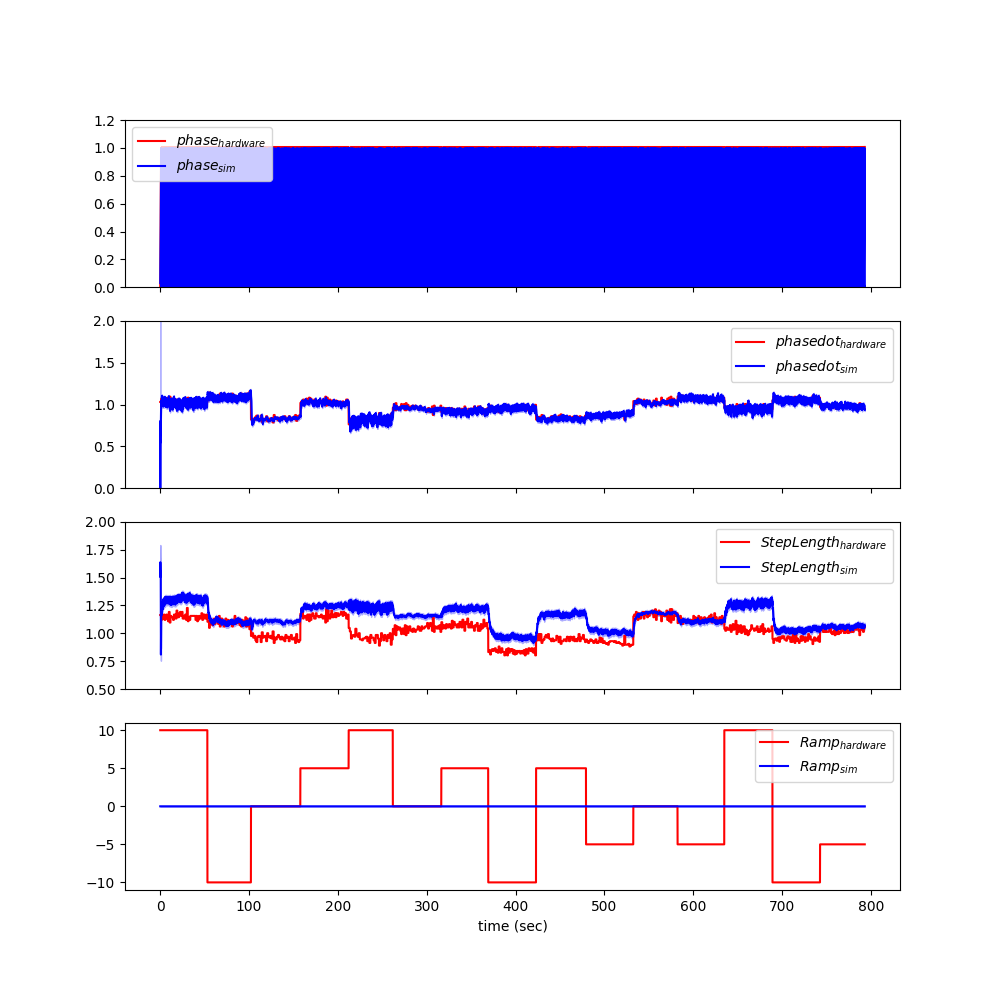 1.2
1.0
0.8
0.6
0.4
0.2
0.0
phase_hardware
phase_sim
2.0
1.5
1.0
0.5
0.0
phasedot_hardware
phasedot_sim
2.00
1.75
1.50
1.25
1.00
0.75
0.50
StepLength_hardware
StepLength_sim
10
5
0
−5
−10
Ramp_hardware
Ramp_sim
0 100 200 300 400 500 600 700 800
time (sec)